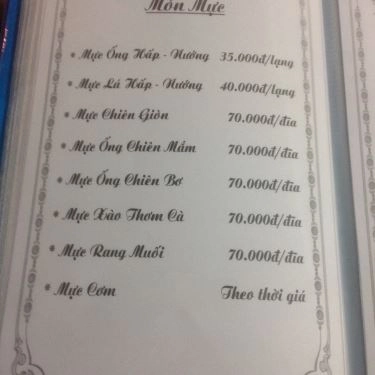 Món Mực
* Mực Ống Hấp - Nướng 35.000đ/lạng
* Mực Lá Hấp - Nướng 40.000đ/lạng
* Mực Chiên Giòn 70.000đ/đĩa
* Mực Ống Chiên Mắm 70.000đ/đĩa
* Mực Ống Chiên Bơ 70.000đ/đĩa
* Mực Xào Thơm Cà 70.000đ/đĩa
* Mực Rang Muối 70.000đ/đĩa
* Mực Cơm Theo thời giá